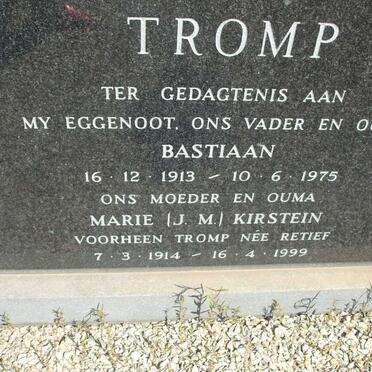 TROMP
TER GEDAGTENIS AAN
MY EGGENOOT, ONS VADER EN
BASTIAAN
16 · 12 · 1913 – 10 · 6 · 1975
ONS MOEDER EN OUMA
MARIE (J. M.) KIRSTEIN
VOORHEEN TROMP NÉE RETIEF
7 · 3 · 1914 – 16 · 4 · 1999